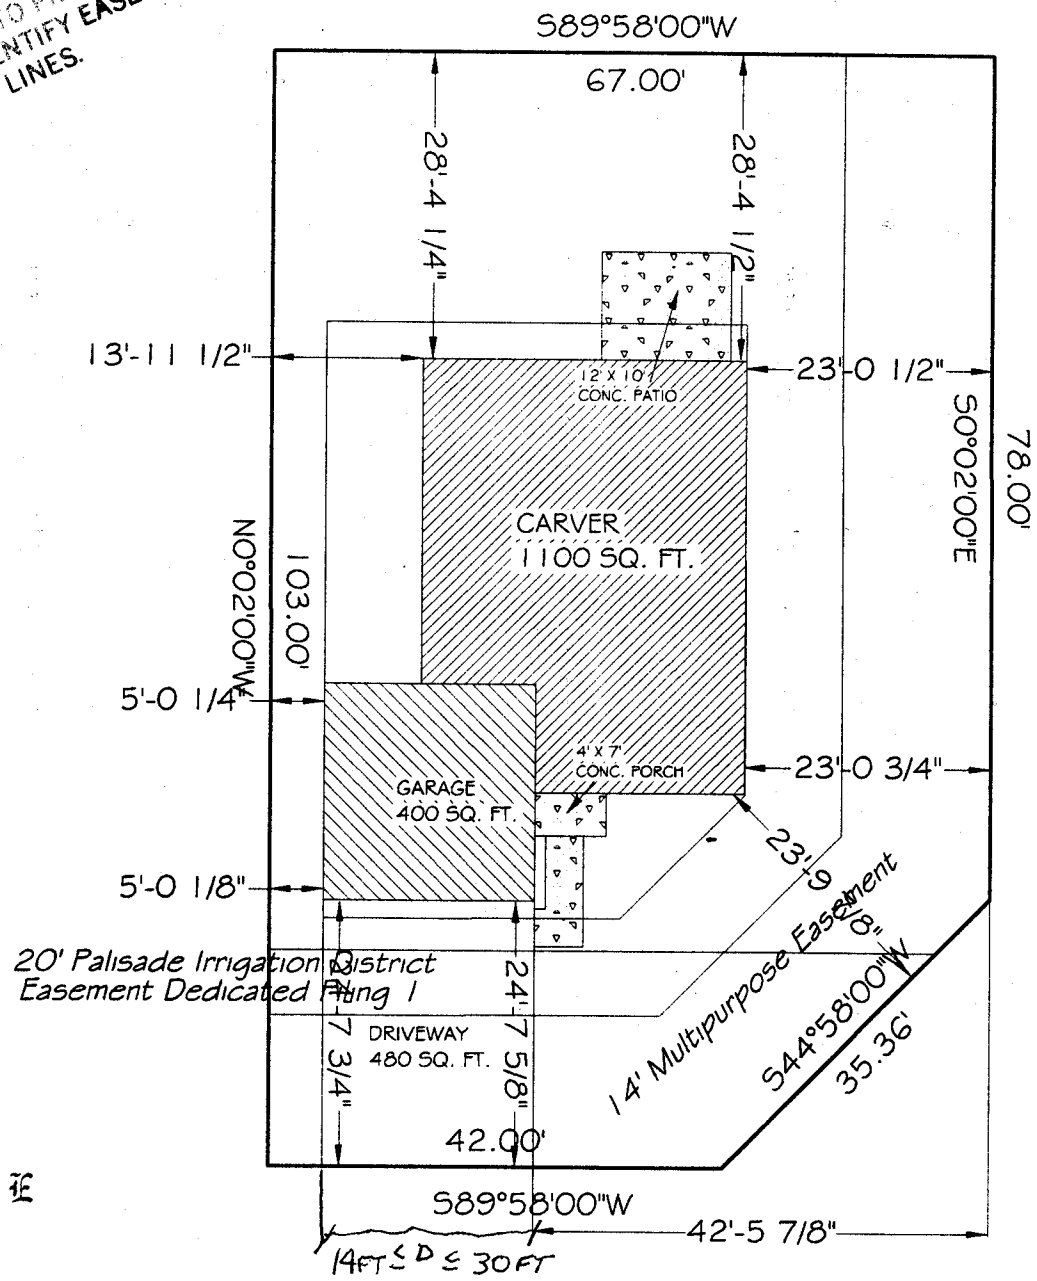 ENTIFY EASE
LINES.
S89°58'00"W
67.00'
28'-4 1/4"
28'-4 1/2"
13'-11 1/2"
23'-0 1/2"
12' X 10'
CONC. PATIO
S0°02'00"E
78.00'
CARVER
1100 SQ. FT.
N0°02'00"W
103.00'
5'-0 1/4"
4' X 7'
CONC. PORCH
23'-0 3/4"
GARAGE
400 SQ. FT.
5'-0 1/8"
23'-9
20' Palisade Irrigation District
Easement Dedicated Filing 1
-7 3/4"
24'-7 5/8"
DRIVEWAY
480 SQ. FT.
14' Multipurpose Easement
S44°58'00"W
35.36'
42.00'
S89°58'00"W
42'-5 7/8"
14FT ≤ D ≤ 30FT